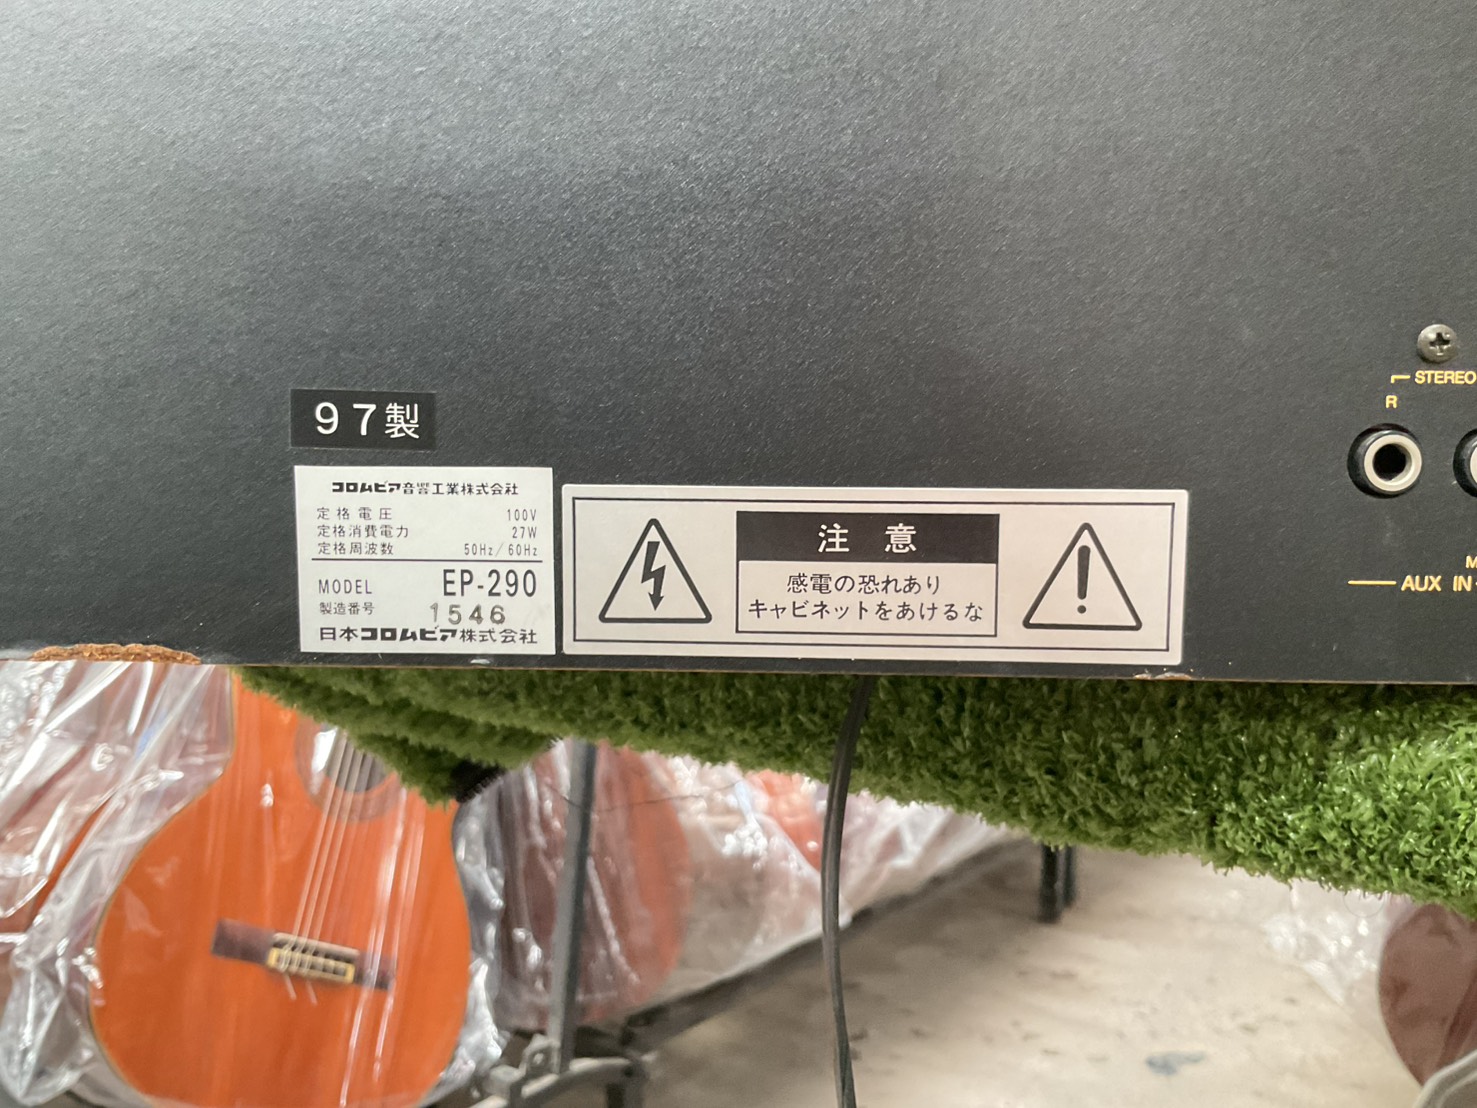 97製
コロムビア音響工業株式会社
定格電圧 100V
定格消費電力 27W
定格周波数 50Hz/60Hz
MODEL EP-290
製造番号 1546
日本コロムビア株式会社
注意
感電の恐れあり
キャビネットをあけるな
STEREO
R
AUX IN